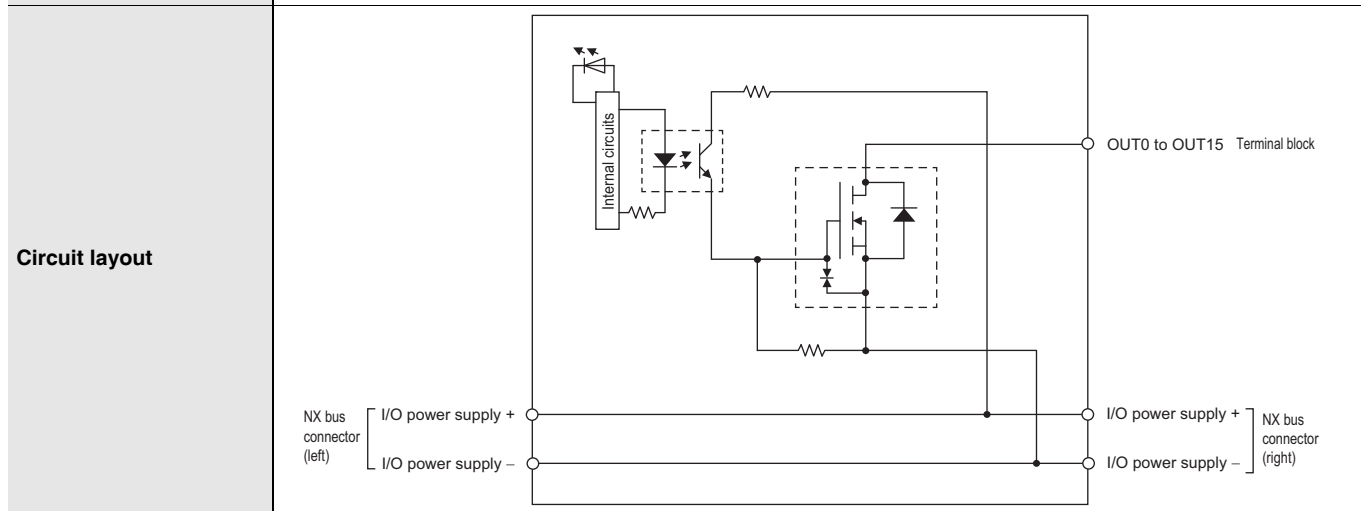 Circuit layout
Internal circuits
OUT0 to OUT15 Terminal block
NX bus
connector
(left)
I/O power supply +
I/O power supply −
I/O power supply +
I/O power supply −
NX bus
connector
(right)